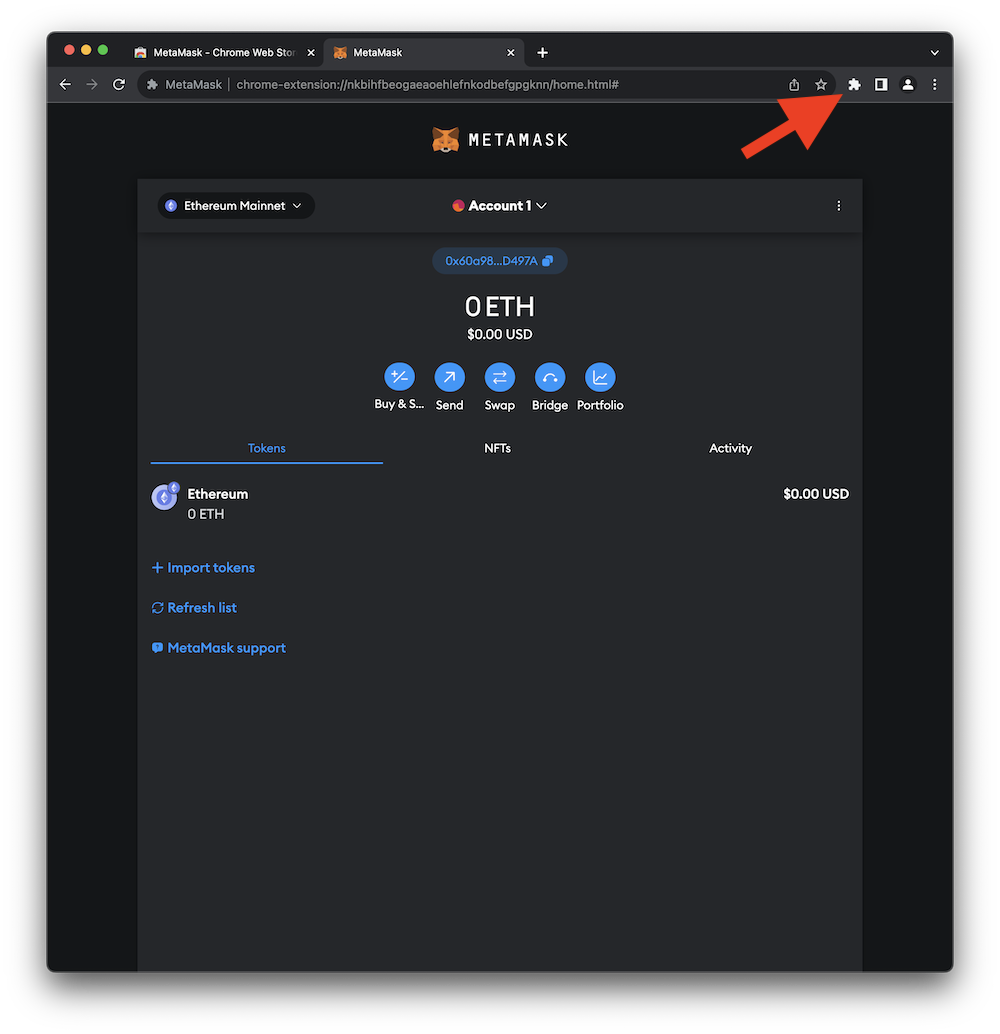 MetaMask - Chrome Web Stor
MetaMask
MetaMask | chrome-extension://nkbihfbeogaeaoehlefnkodbefgpgknn/home.html#
METAMASK
Ethereum Mainnet
Account 1
0x60a98...D497A
0 ETH
$0.00 USD
Buy & S... Send Swap Bridge Portfolio
Tokens NFTs Activity
Ethereum $0.00 USD
0 ETH
Import tokens
Refresh list
MetaMask support